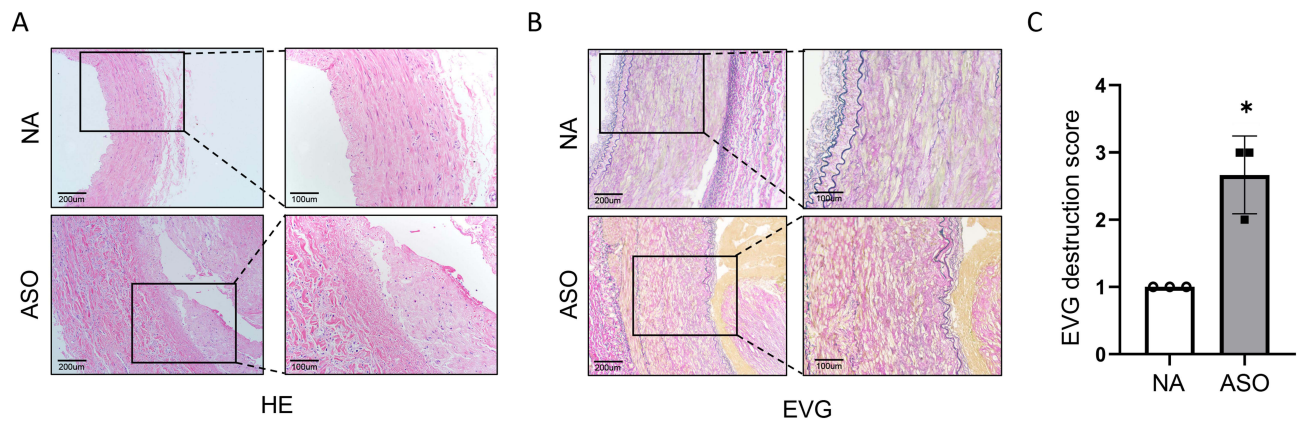 A
NA
200um
100um
ASO
200um
100um
HE
B
NA
200um
100um
ASO
200um
100um
EVG
C
EVG destruction score
4
3
2
1
0
*
NA
ASO